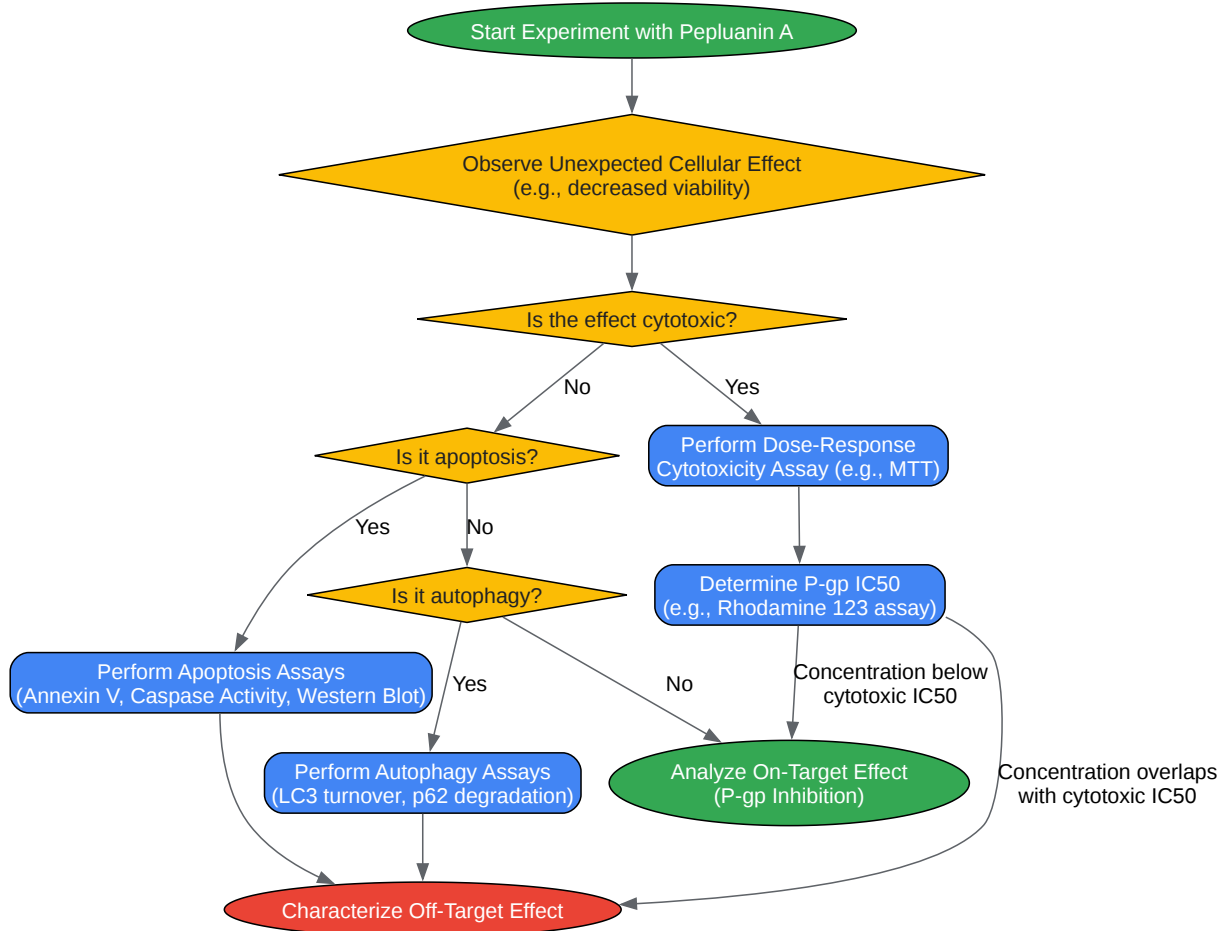 Start Experiment with Pepluanin A
Observe Unexpected Cellular Effect
(e.g., decreased viability)
Is the effect cytotoxic?
No
Yes
Is it apoptosis?
Perform Dose-Response
Cytotoxicity Assay (e.g., MTT)
Yes
No
Is it autophagy?
Determine P-gp IC50
(e.g., Rhodamine 123 assay)
Perform Apoptosis Assays
(Annexin V, Caspase Activity, Western Blot)
Yes
No
Concentration below
cytotoxic IC50
Perform Autophagy Assays
(LC3 turnover, p62 degradation)
Analyze On-Target Effect
(P-gp Inhibition)
Concentration overlaps
with cytotoxic IC50
Characterize Off-Target Effect